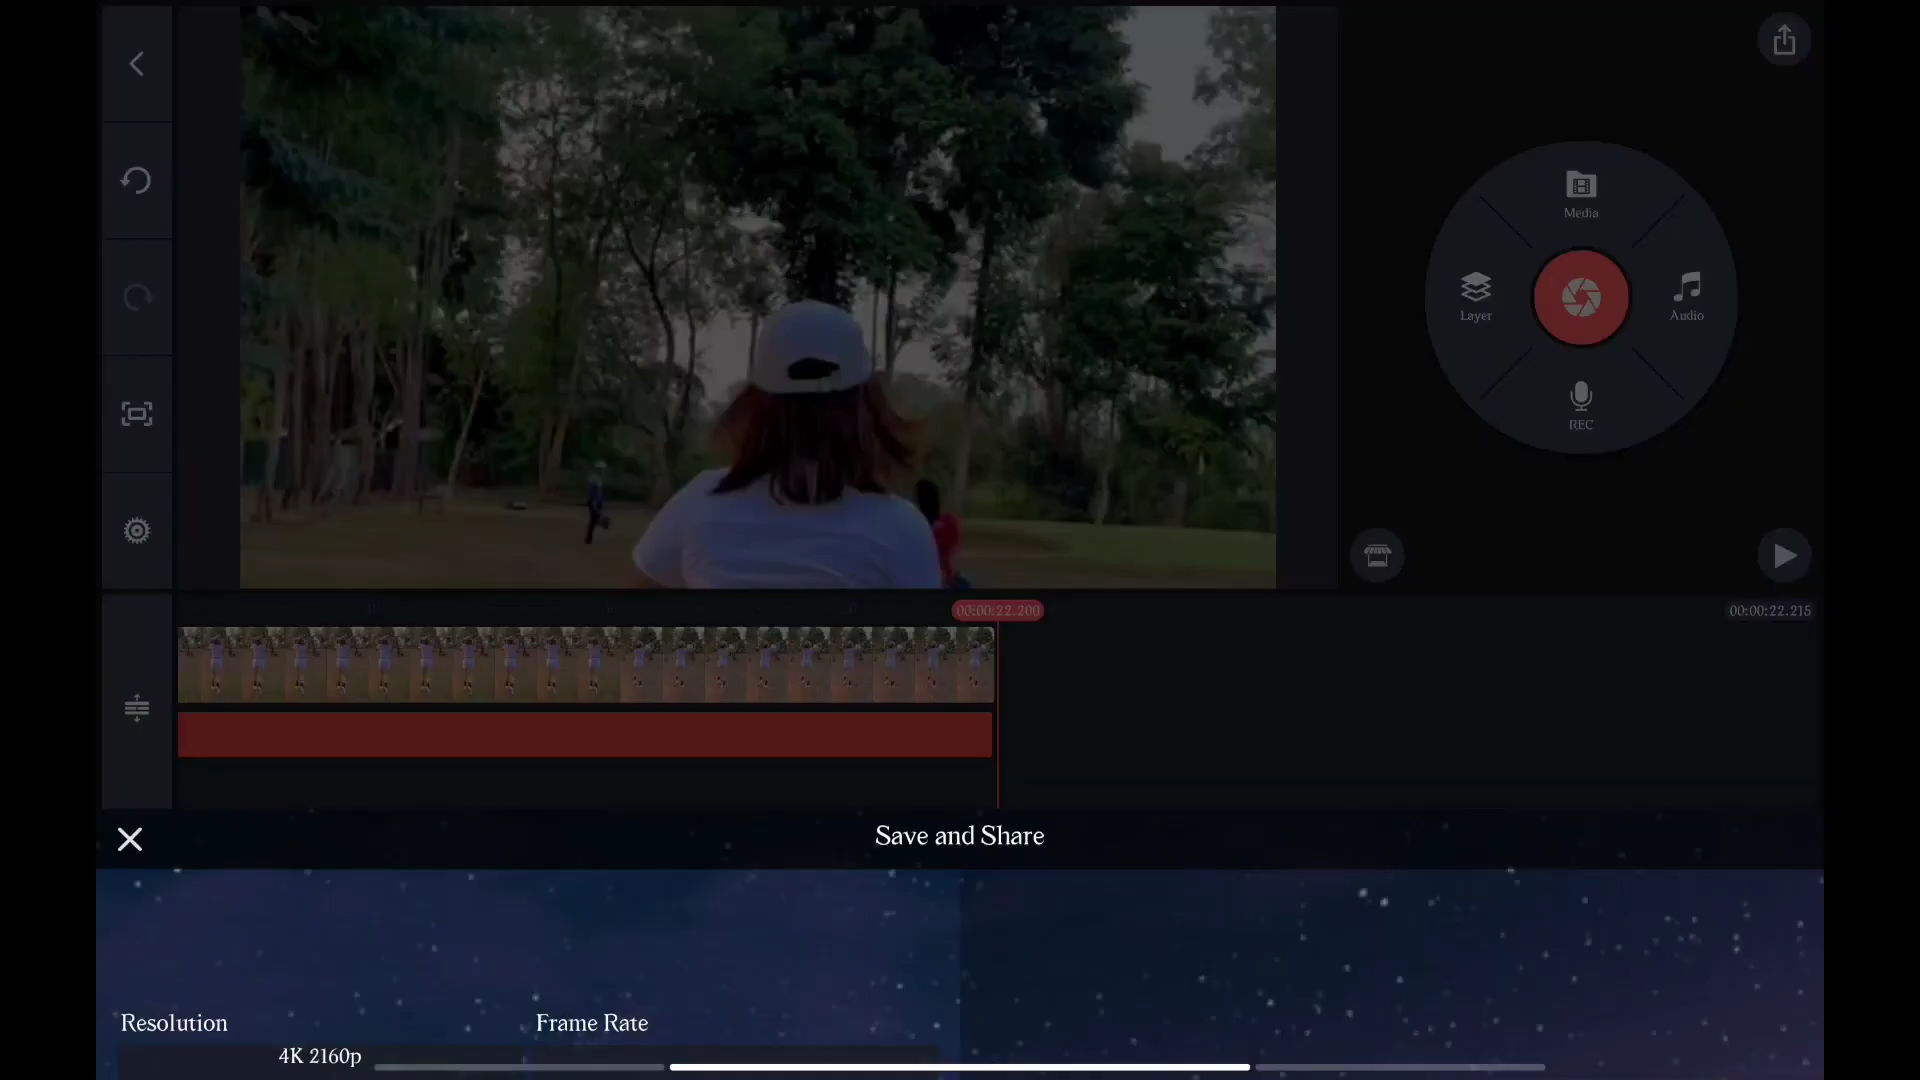 Media
Layer
Audio
REC
00:00:22.200
00:00:22.215
Save and Share
Resolution
Frame Rate
4K 2160p